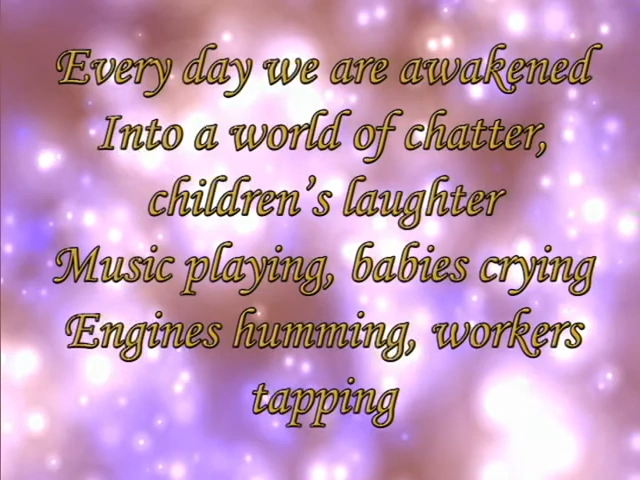 Every day we are awakened
Into a world of chatter,
children’s laughter
Music playing, babies crying
Engines humming, workers
tapping